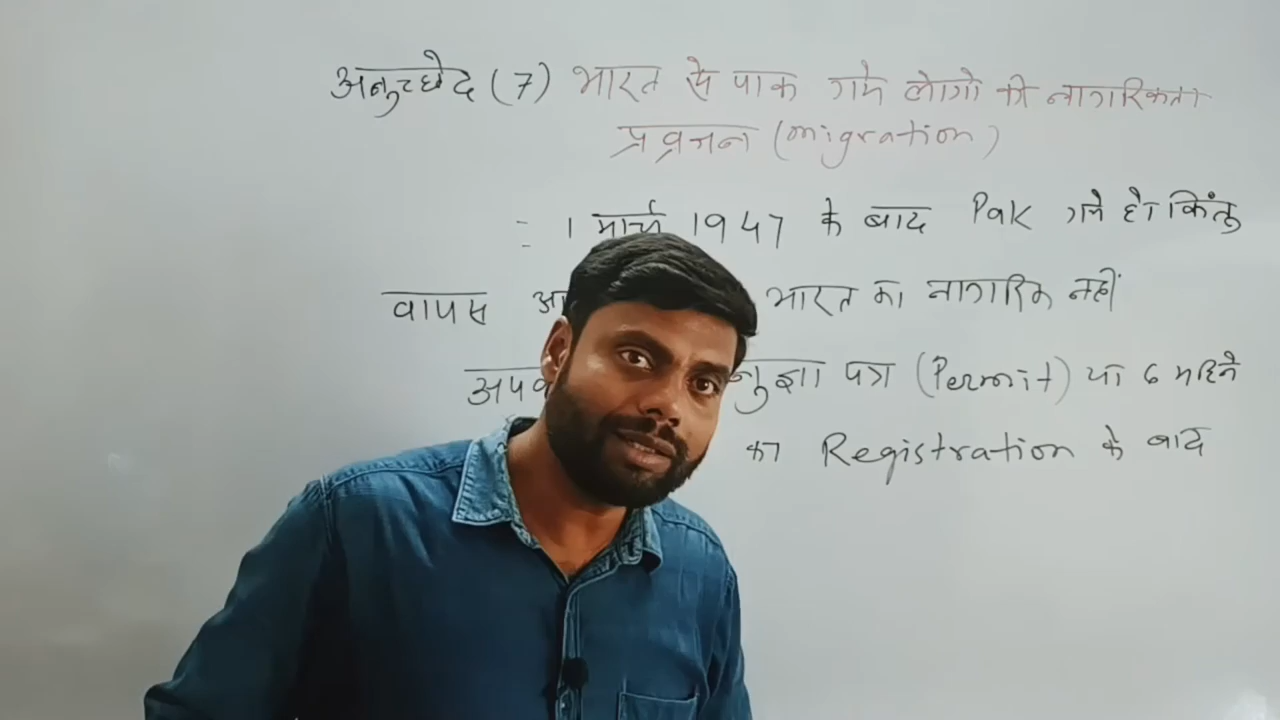 अनुच्छेद (7) भारत से पाक गये लोगो की नागरिकता
प्रव्रजन (migration)
= 1 मार्च 1947 के बाद Pak गये है। किंतु
वापस भारत का नागरिक नहीं
पत्र (Permit) या 6 महिने
का Registration के बाद